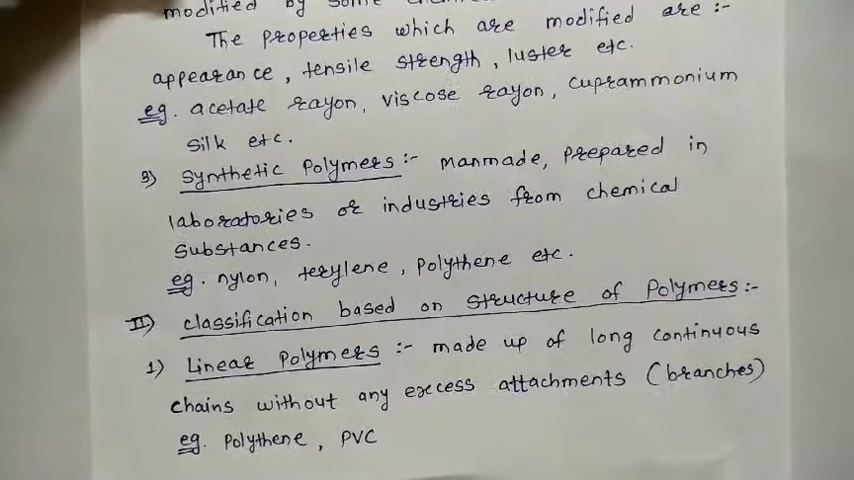 modified by some
The properties which are modified are :-
appearance, tensile strength, luster etc.
eg. acetate rayon, viscose rayon, cuprammonium
silk etc.
3) Synthetic Polymers :- Manmade, prepared in
laboratories or industries from chemical
substances.
eg. nylon, terylene, polythene etc.
II) classification based on structure of Polymers :-
1) Linear Polymers :- made up of long continuous
chains without any excess attachments (branches)
eg. Polythene, PVC